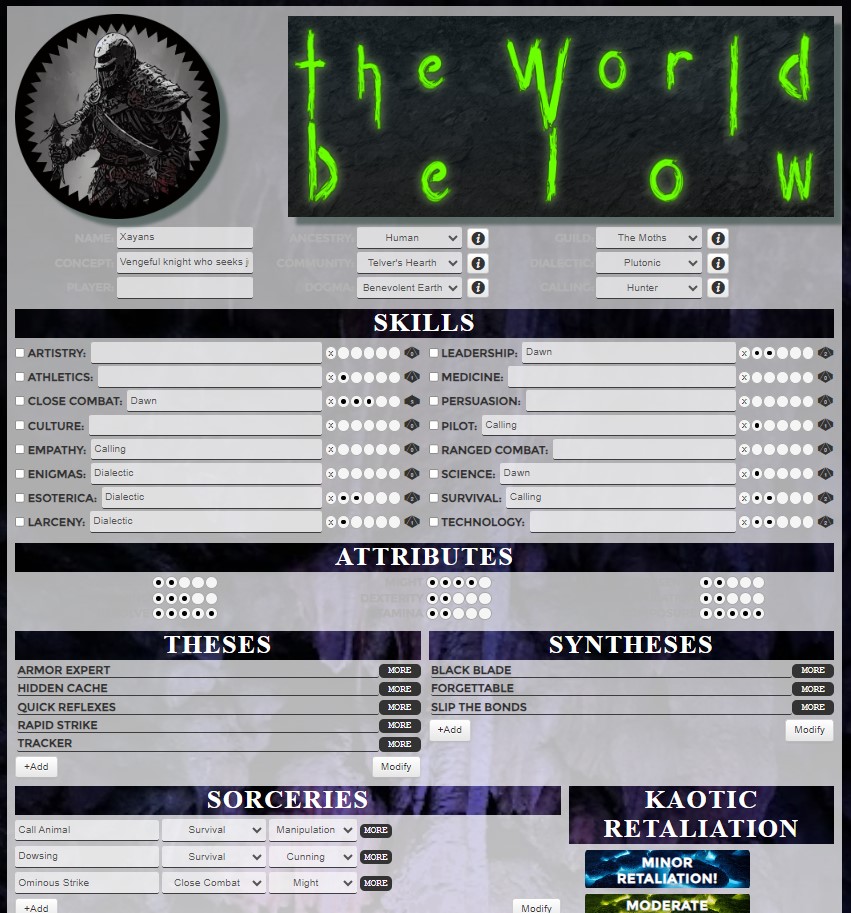 the World
below
NAME: Xayans ANCESTRY: Human i GUILD: The Moths i
CONCEPT: Vengeful knight who seeks j COMMUNITY: Telver's Hearth i DIALECTIC: Plutonic i
PLAYER: DOGMA: Benevolent Earth i CALLING: Hunter i
SKILLS
ARTISTRY: x LEADERSHIP: Dawn x
ATHLETICS: x MEDICINE: x
CLOSE COMBAT: Dawn x PERSUASION: x
CULTURE: x PILOT: Calling x
EMPATHY: Calling x RANGED COMBAT: x
ENIGMAS: Dialectic x SCIENCE: Dawn x
ESOTERICA: Dialectic x SURVIVAL: Calling x
LARCENY: Dialectic x TECHNOLOGY: x
ATTRIBUTES
MIGHT
DEXTERITY
STAMINA
THESES SYNTHESES
ARMOR EXPERT MORE BLACK BLADE MORE
HIDDEN CACHE MORE FORGETTABLE MORE
QUICK REFLEXES MORE SLIP THE BONDS MORE
RAPID STRIKE MORE +Add Modify
TRACKER MORE
+Add Modify
SORCERIES KAOTIC
RETALIATION
Call Animal Survival Manipulation MORE
Dowsing Survival Cunning MORE MINOR
RETALIATION!
Ominous Strike Close Combat Might MORE
+Add Modify MODERATE